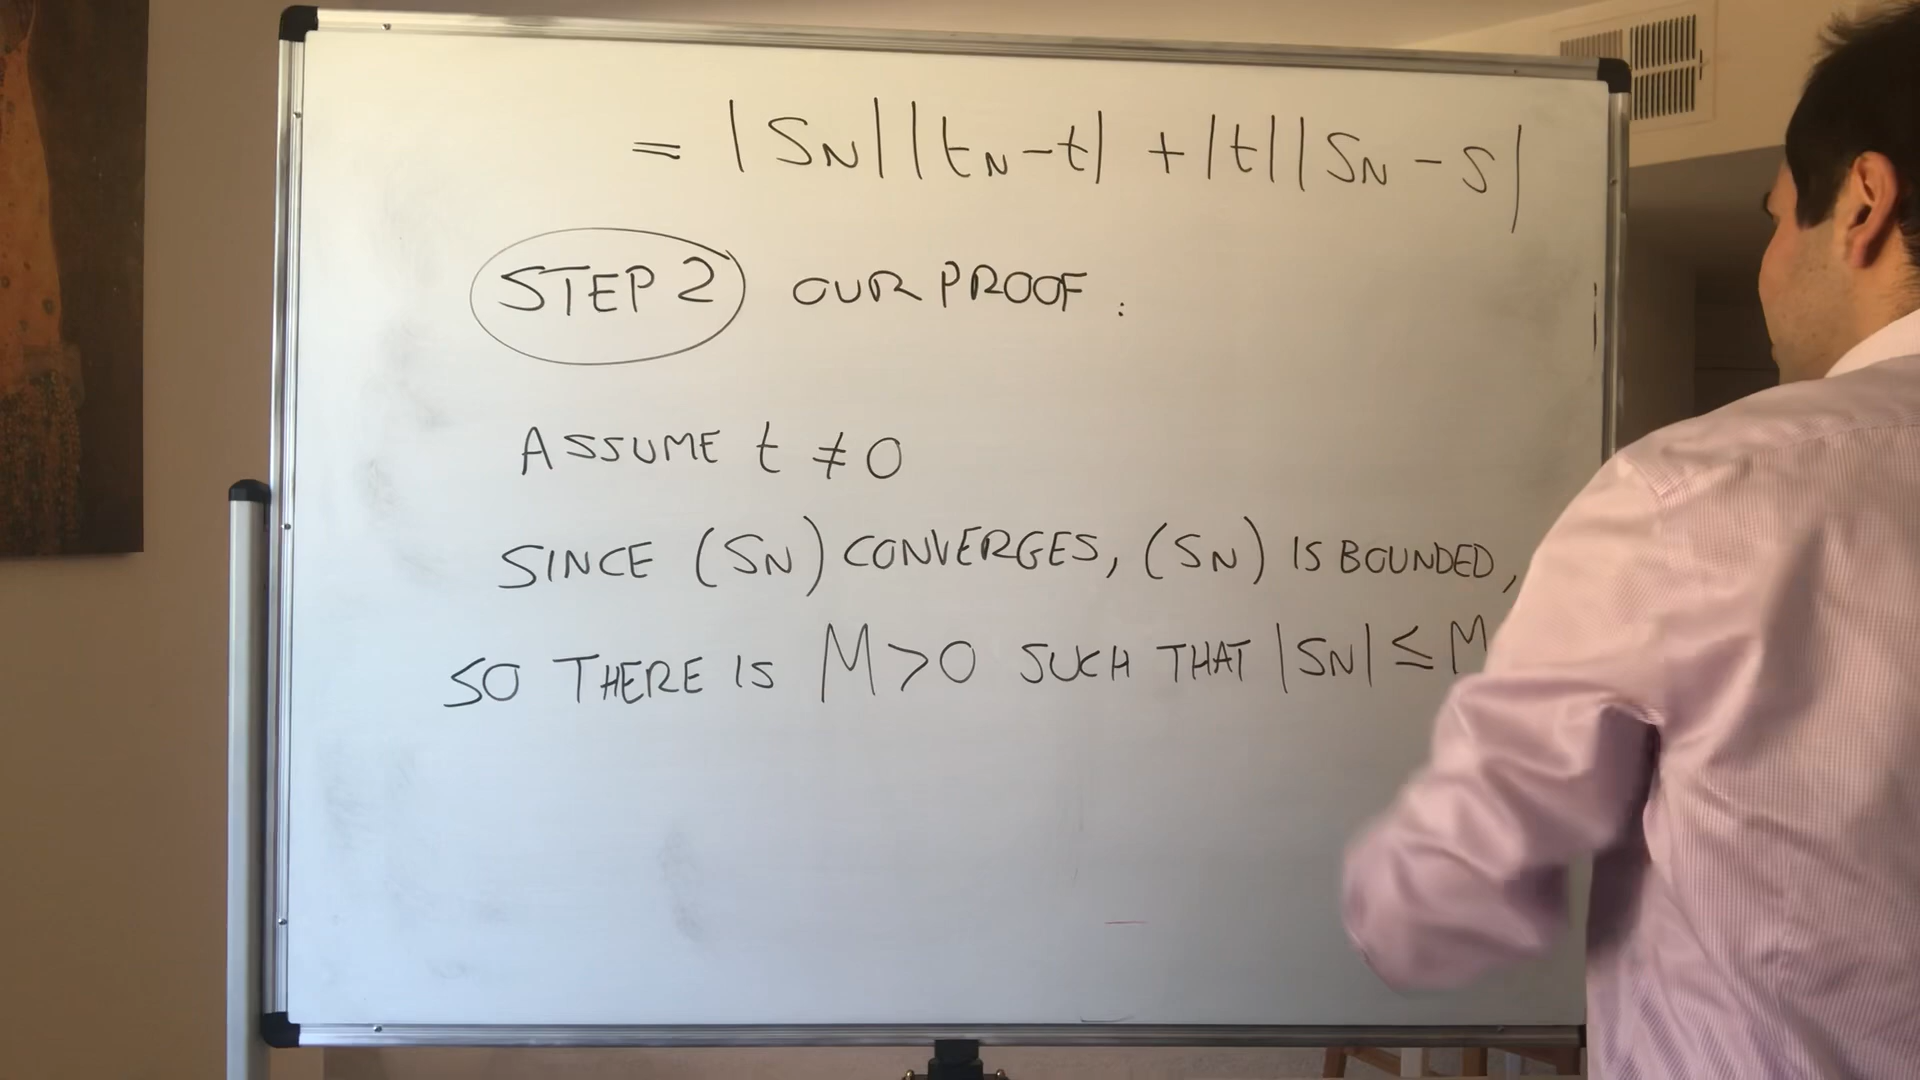 = |SN||tN-t| + |t||SN - S|
STEP 2 OUR PROOF :
ASSUME t ≠ 0
SINCE (SN) CONVERGES, (SN) IS BOUNDED,
SO THERE IS M>0 SUCH THAT |SN| ≤ M